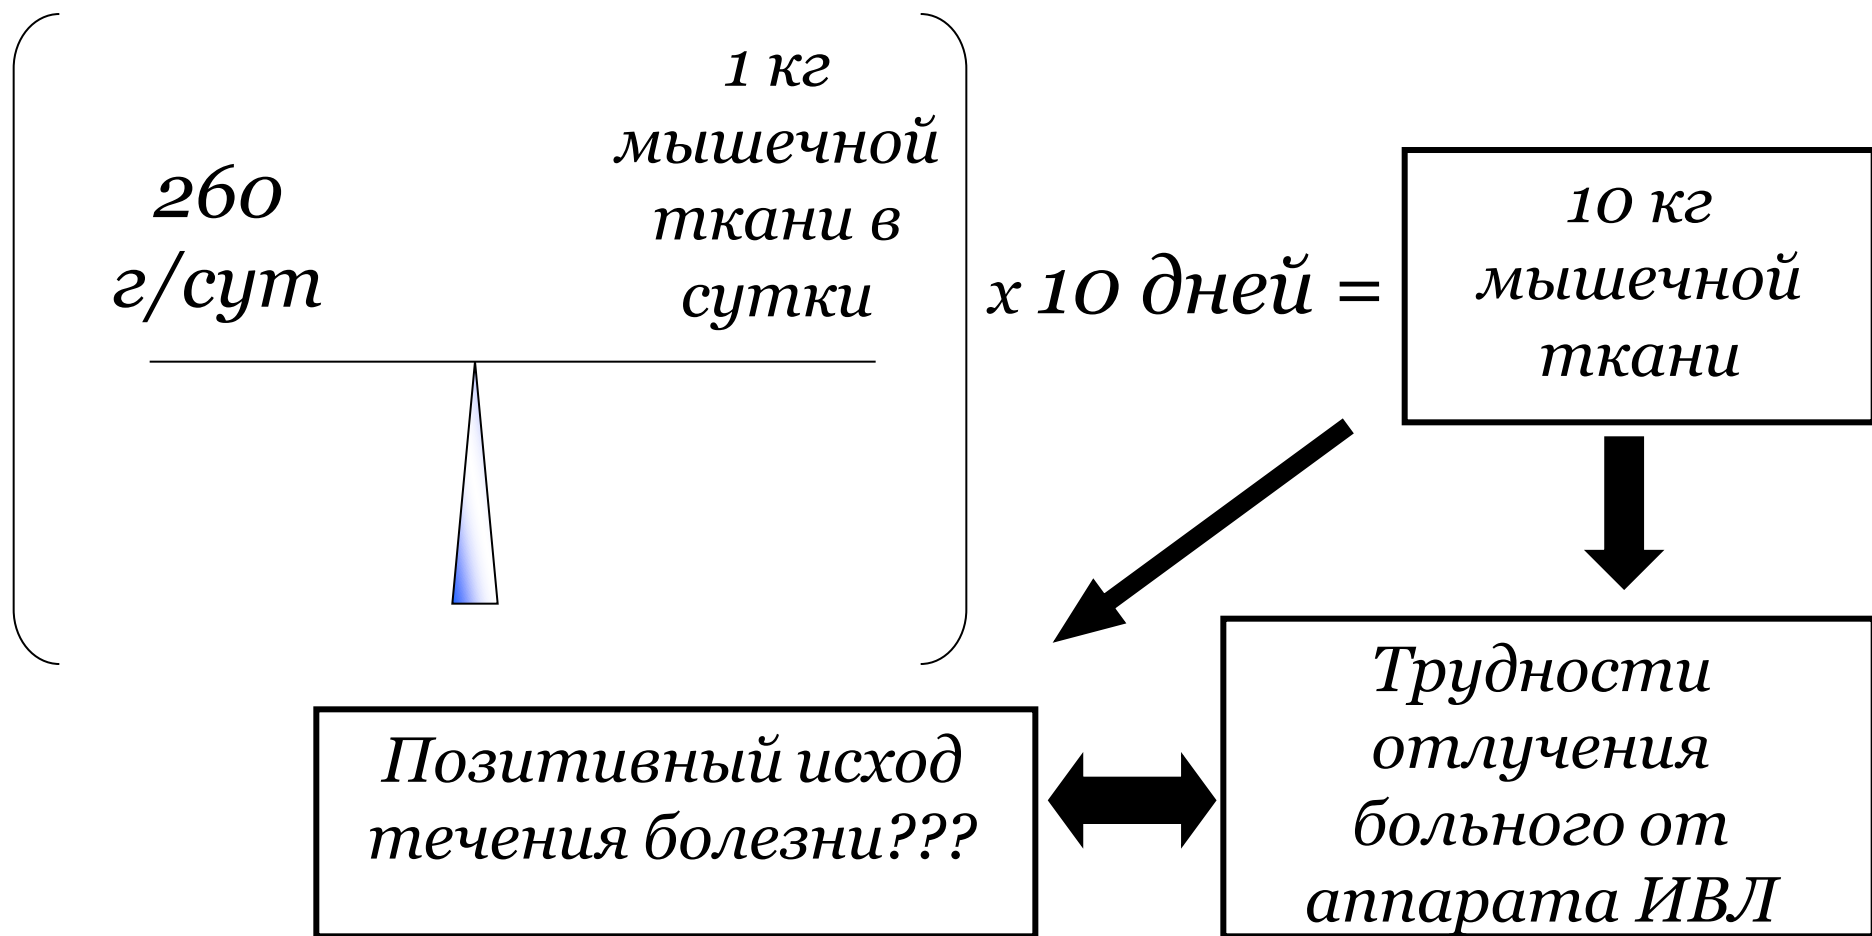 260
г/сут
1 кг
мышечной
ткани в
сутки
х 10 дней =
10 кг
мышечной
ткани
Позитивный исход
течения болезни???
Трудности
отлучения
больного от
аппарата ИВЛ